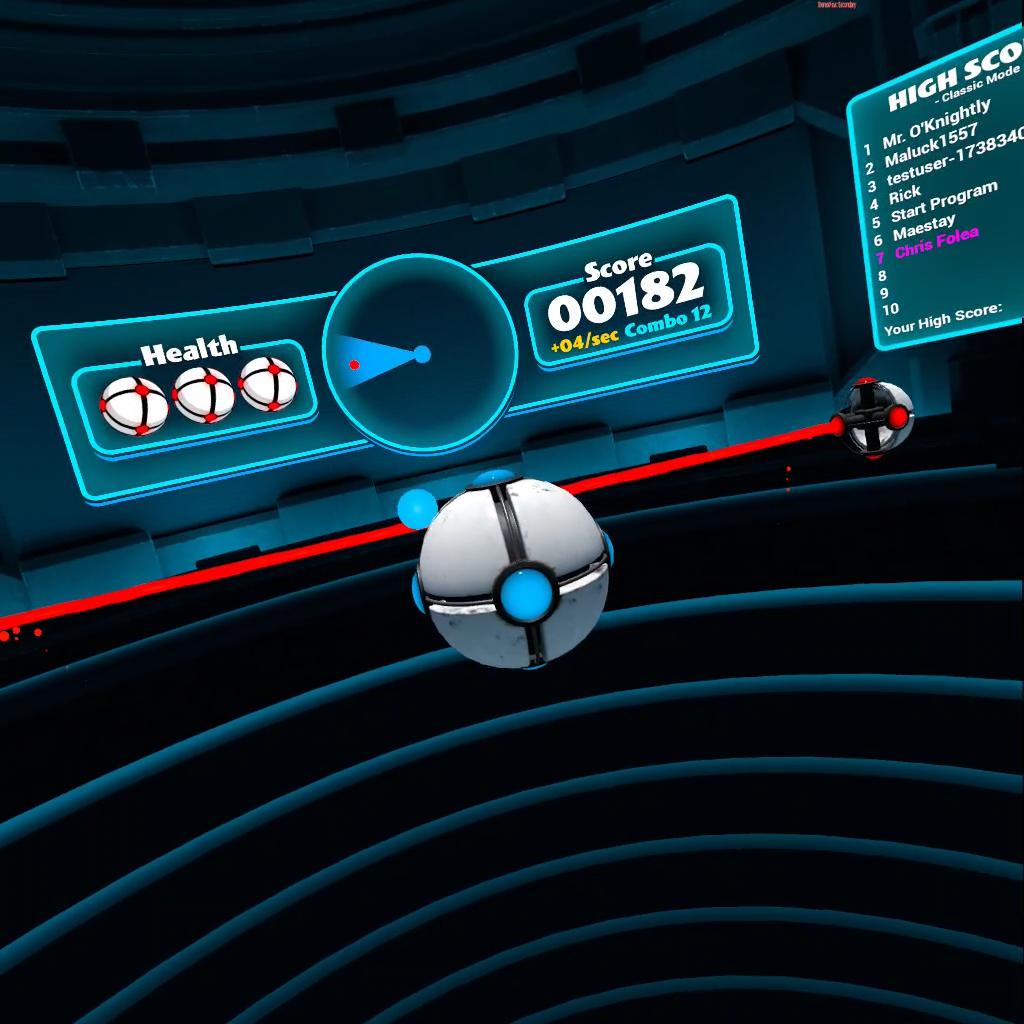 HIGH SCO
- Classic Mode
1 Mr. O'Knightly
2 Maluck1557
3 testuser-1738340
4 Rick
5 Start Program
6 Maestay
7 Chris Folea
8
9
10
Your High Score:
Health
Score
00182
+04/sec Combo 12